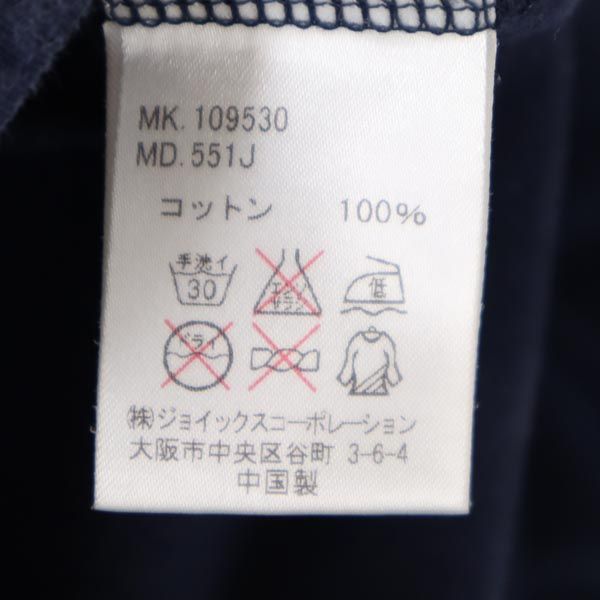 MK. 109530
MD. 551J
コットン 100%
手洗イ
30
エンソ
サラシ
低
ドライ
㈱ジョイックスコーポレーション
大阪市中央区谷町 3-6-4
中国製